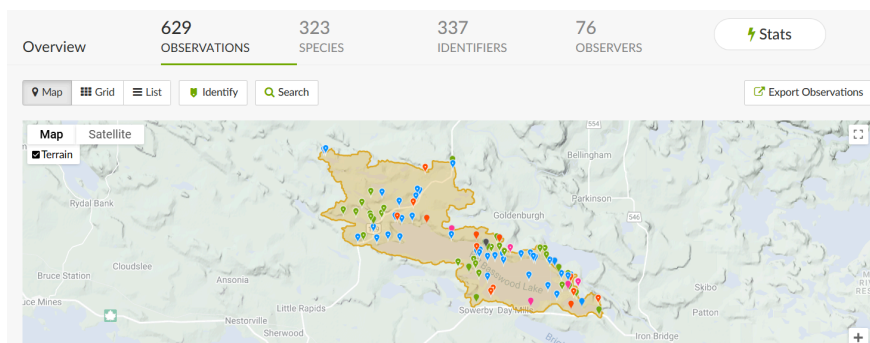 Overview
629
OBSERVATIONS
323
SPECIES
337
IDENTIFIERS
76
OBSERVERS
Stats
Map
Grid
List
Identify
Search
Export Observations
Map
Satellite
Terrain
554
Bellingham
Rydal Bank
Parkinson
Goldenburgh
546
Cloudslee
Bruce Station
Ansonia
Skibo
Little Rapids
Sowerby
Day Mills
Patton
Nestorville
Sherwood
Iron Bridge